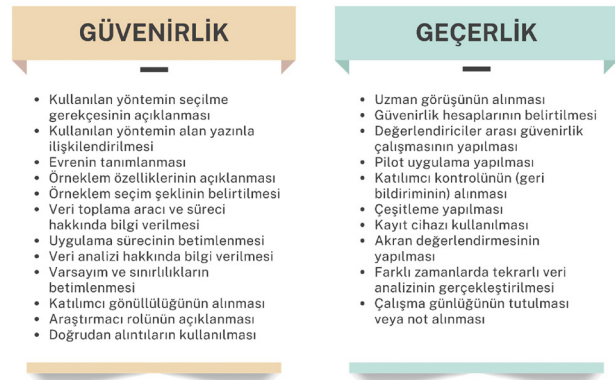 GÜVENİRLİK
• Kullanılan yöntemin seçilme
gerekçesinin açıklanması
• Kullanılan yöntemin alan yazınla
ilişkilendirilmesi
• Evrenin tanımlanması
• Örneklem özelliklerinin açıklanması
• Örneklem seçim şeklinin belirtilmesi
• Veri toplama aracı ve süreci
hakkında bilgi verilmesi
• Uygulama sürecinin betimlenmesi
• Veri analizi hakkında bilgi verilmesi
• Varsayım ve sınırlılıkların
betimlenmesi
• Katılımcı gönüllülüğünün alınması
• Araştırmacı rolünün açıklanması
• Doğrudan alıntıların kullanılması
GEÇERLİK
• Uzman görüşünün alınması
• Güvenirlik hesaplarının belirtilmesi
• Değerlendiriciler arası güvenirlik
çalışmasının yapılması
• Pilot uygulama yapılması
• Katılımcı kontrolünün (geri
bildiriminin) alınması
• Çeşitleme yapılması
• Kayıt cihazı kullanılması
• Akran değerlendirmesinin
yapılması
• Farklı zamanlarda tekrarlı veri
analizinin gerçekleştirilmesi
• Çalışma günlüğünün tutulması
veya not alınması